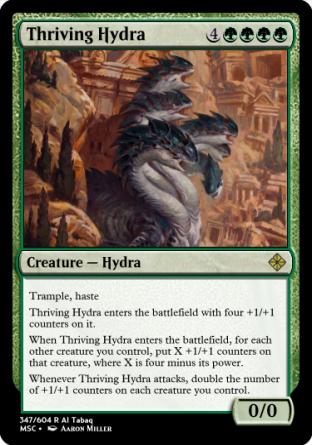 Thriving Hydra 4
Creature — Hydra
Trample, haste
Thriving Hydra enters the battlefield with four +1/+1
counters on it.
When Thriving Hydra enters the battlefield, for each
other creature you control, put X +1/+1 counters on
that creature, where X is four minus its power.
Whenever Thriving Hydra attacks, double the number
of +1/+1 counters on each creature you control.
0/0
347/604 R Al Tabaq
MSC • Aaron Miller